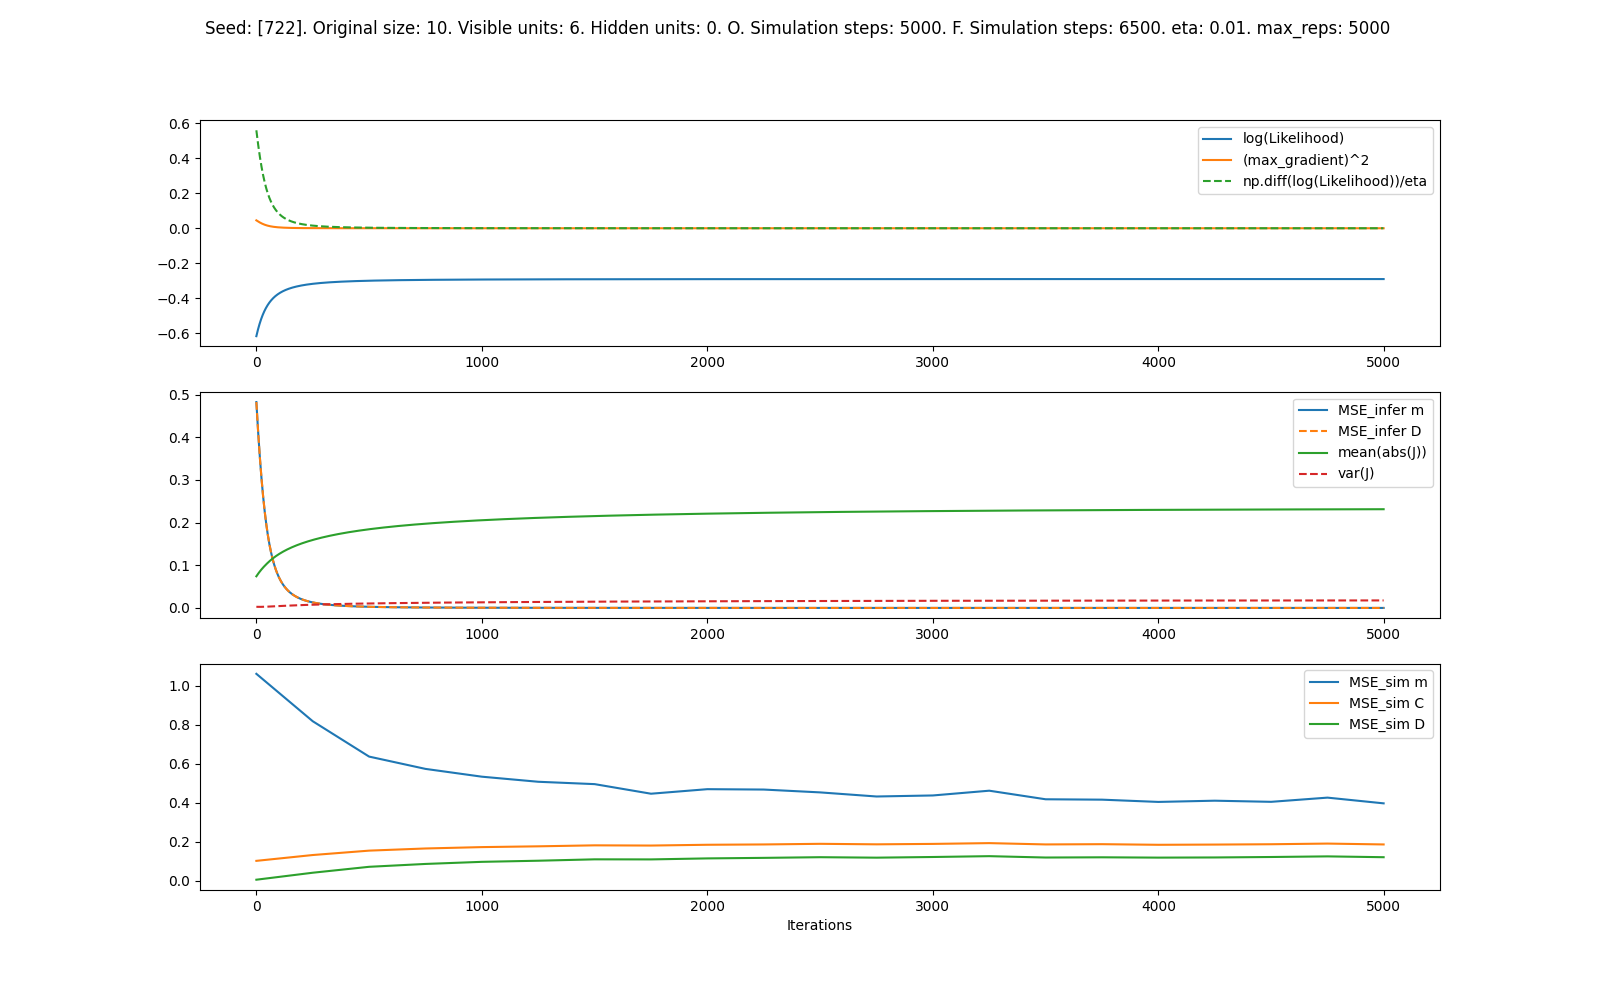 Seed: [722]. Original size: 10. Visible units: 6. Hidden units: 0. O. Simulation steps: 5000. F. Simulation steps: 6500. eta: 0.01. max_reps: 5000
0.6
0.4
0.2
0.0
−0.2
−0.4
−0.6
log(Likelihood)
(max_gradient)^2
np.diff(log(Likelihood))/eta
0 1000 2000 3000 4000 5000
0.5
0.4
0.3
0.2
0.1
0.0
MSE_infer m
MSE_infer D
mean(abs(J))
var(J)
0 1000 2000 3000 4000 5000
1.0
0.8
0.6
0.4
0.2
0.0
MSE_sim m
MSE_sim C
MSE_sim D
0 1000 2000 3000 4000 5000
Iterations